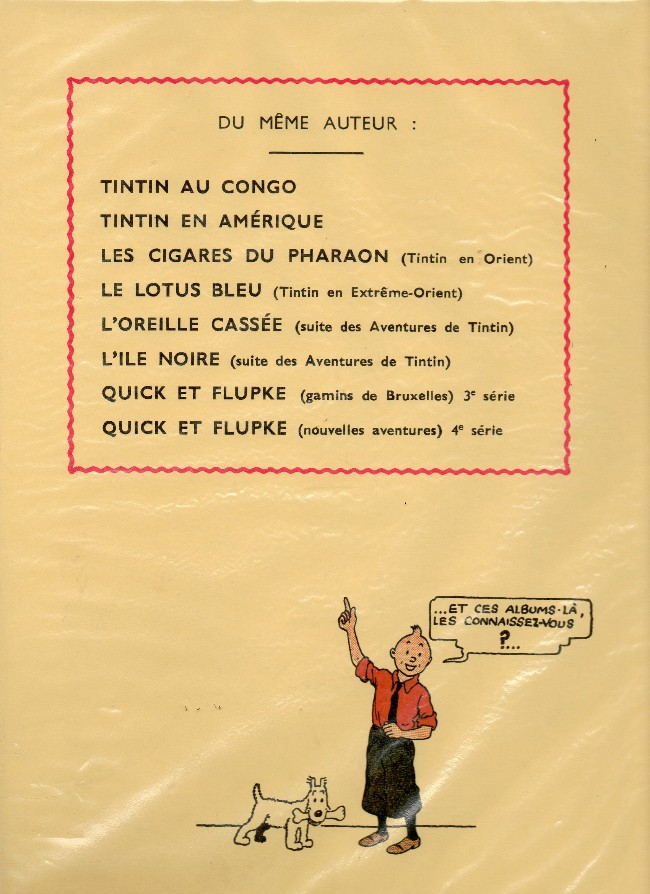 DU MÊME AUTEUR :
TINTIN AU CONGO
TINTIN EN AMÉRIQUE
LES CIGARES DU PHARAON (Tintin en Orient)
LE LOTUS BLEU (Tintin en Extrême-Orient)
L'OREILLE CASSÉE (suite des Aventures de Tintin)
L'ILE NOIRE (suite des Aventures de Tintin)
QUICK ET FLUPKE (gamins de Bruxelles) 3e série
QUICK ET FLUPKE (nouvelles aventures) 4e série
...ET CES ALBUMS-LÀ,
LES CONNAISSEZ-VOUS
?...